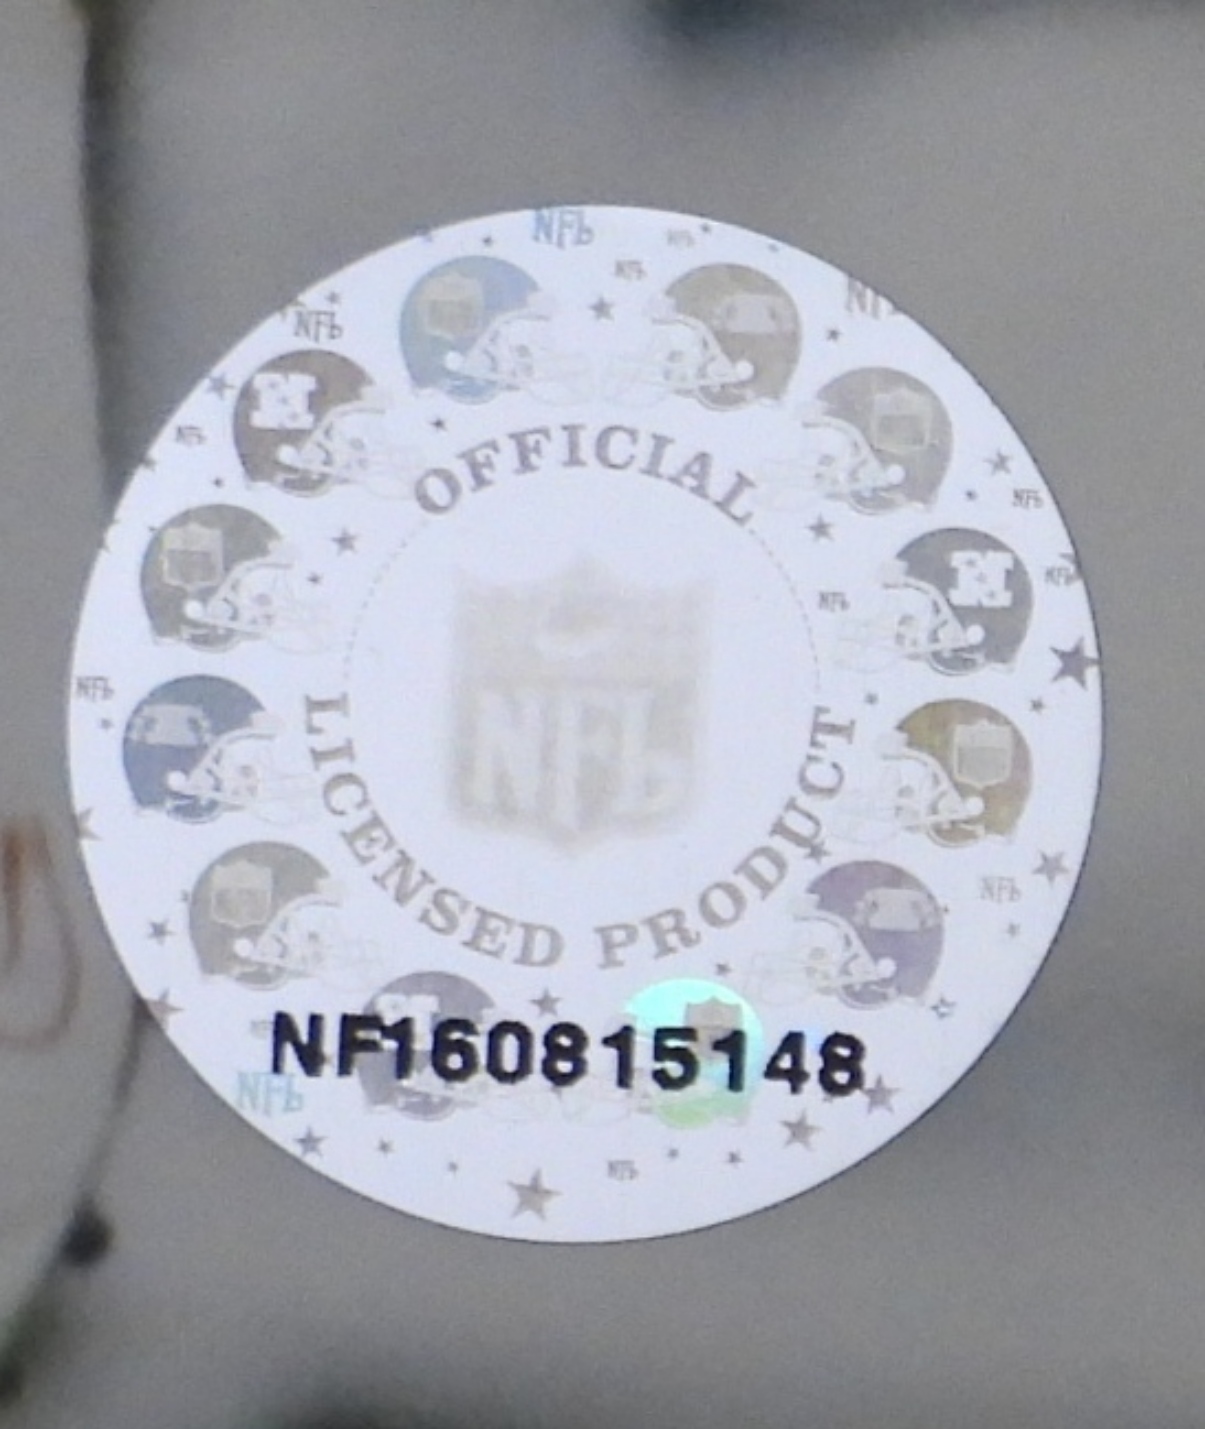 OFFICIAL
NFL
LICENSED PRODUCT
NF160815148